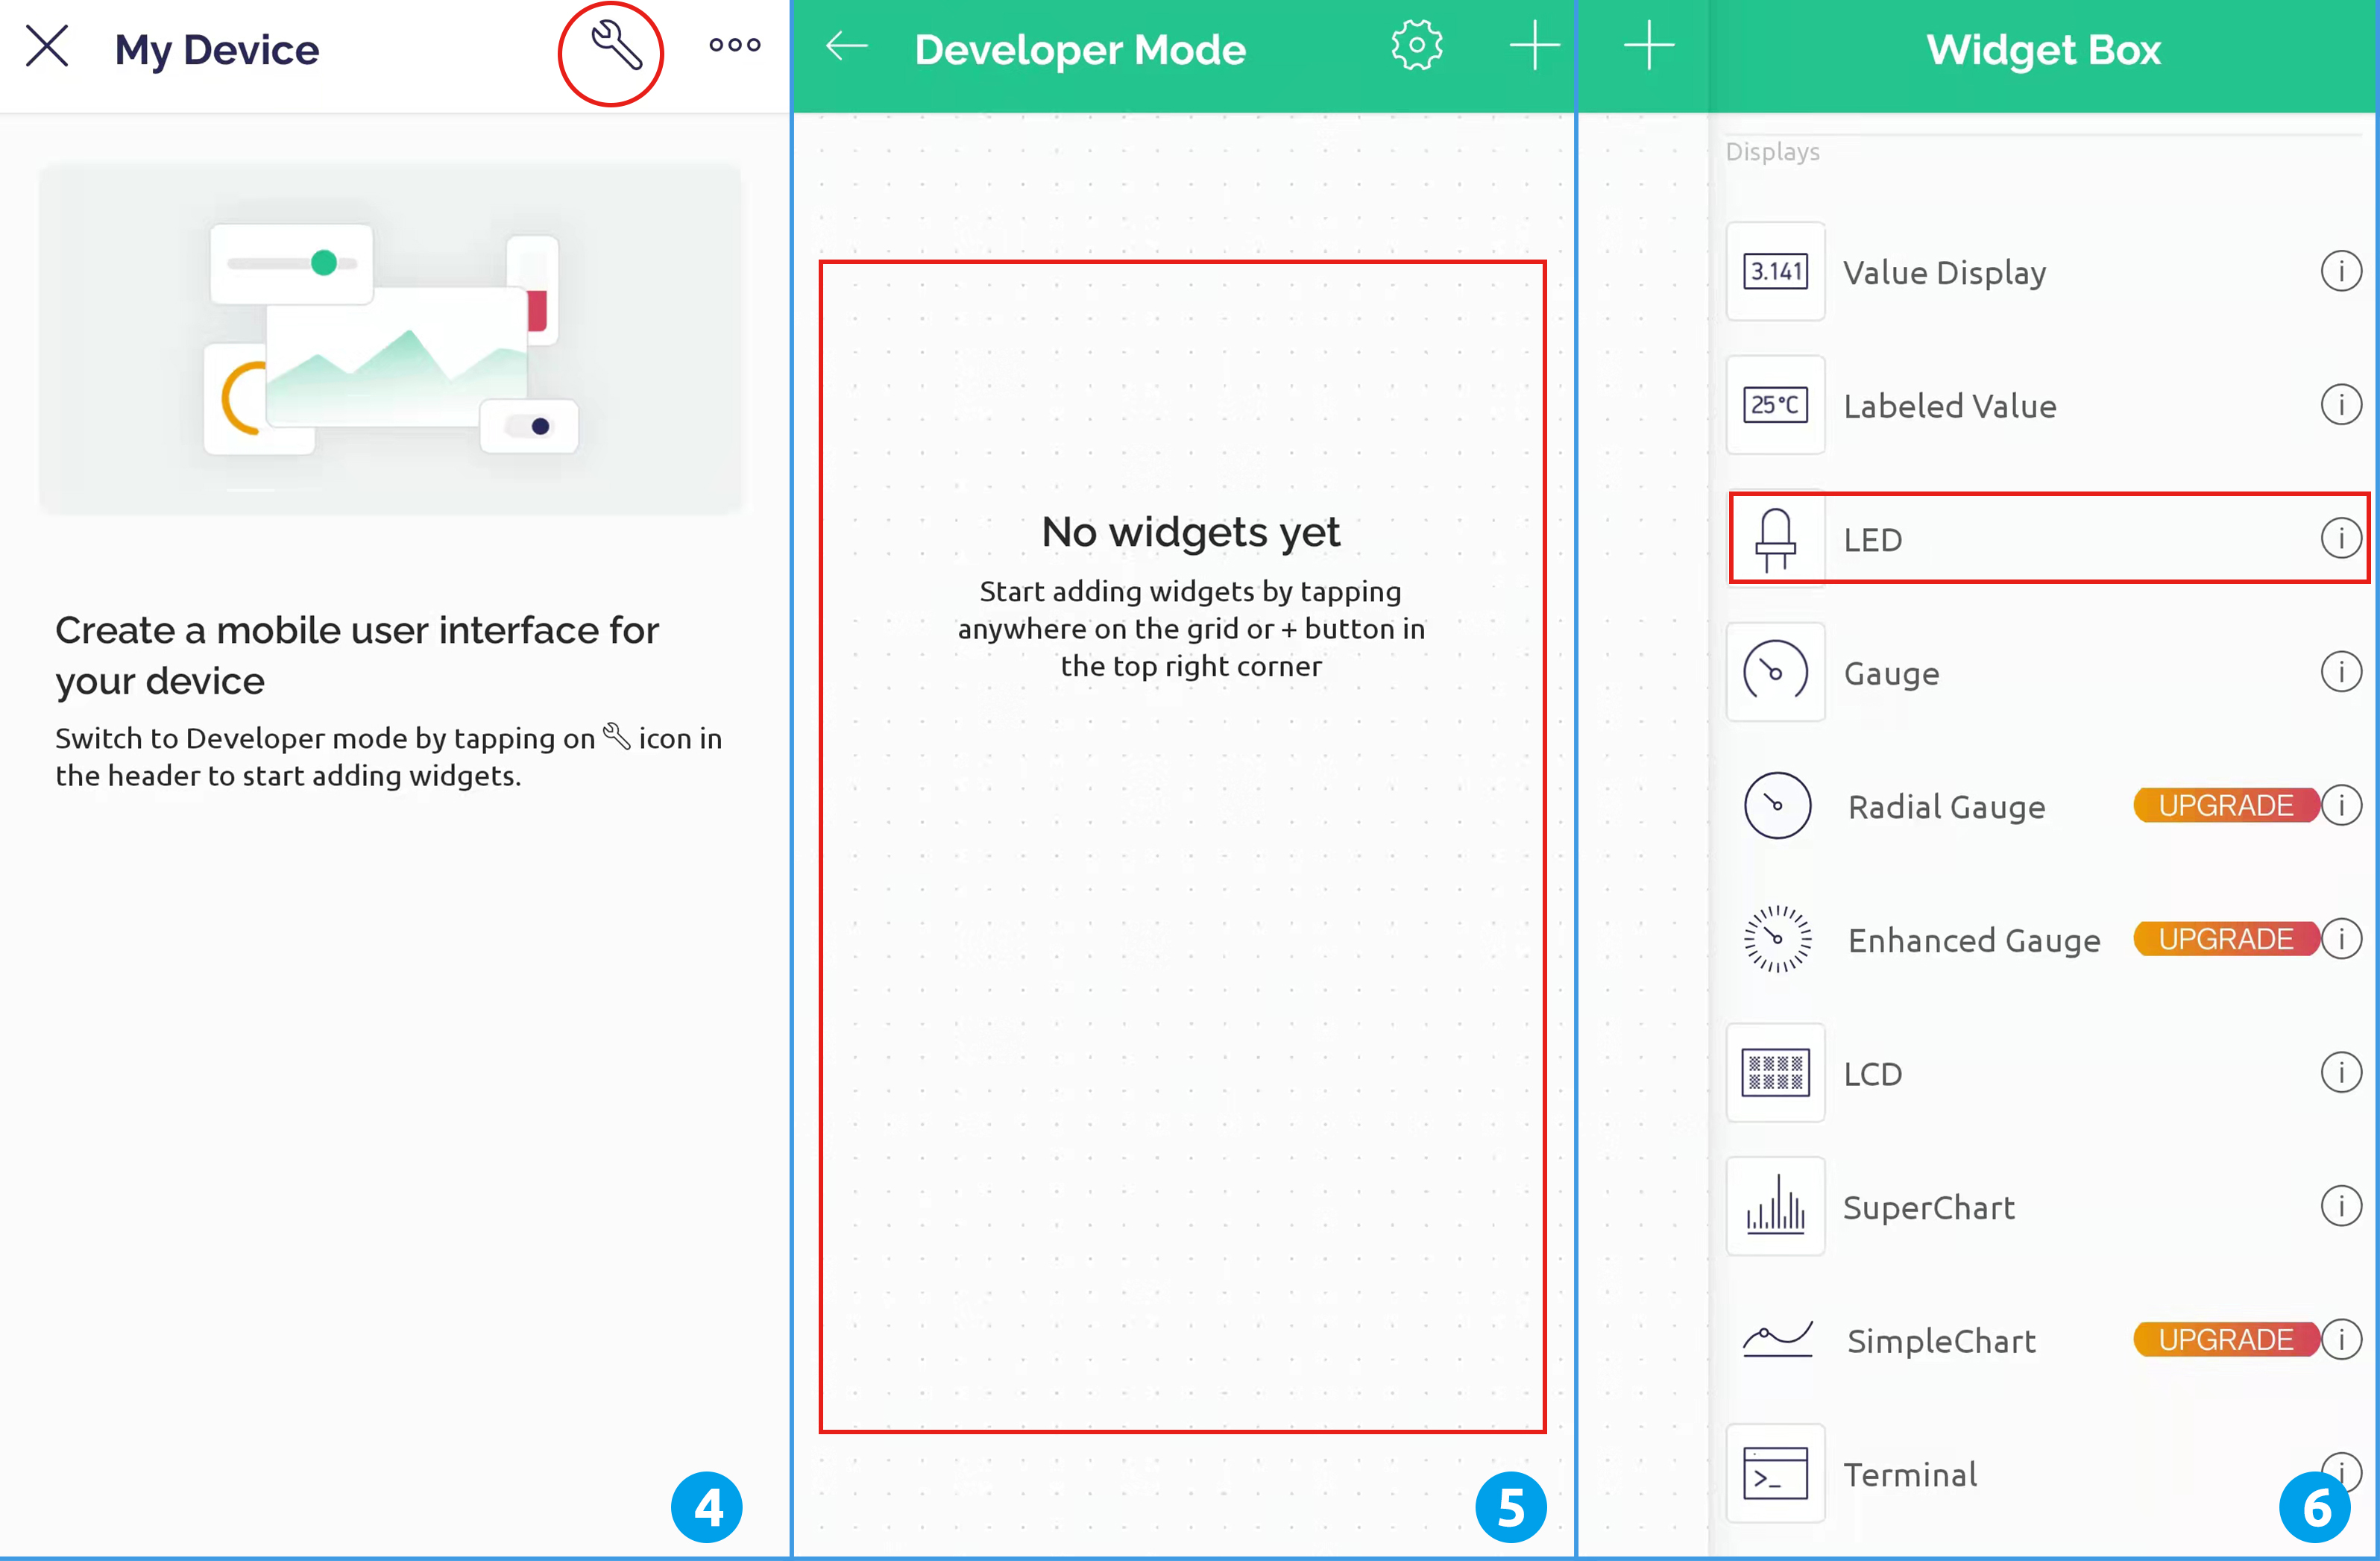 My Device
Create a mobile user interface for
your device
Switch to Developer mode by tapping on icon in
the header to start adding widgets.
4
Developer Mode
No widgets yet
Start adding widgets by tapping
anywhere on the grid or + button in
the top right corner
5
Widget Box
Displays
3.141 Value Display i
25°C Labeled Value i
LED i
Gauge i
Radial Gauge UPGRADE i
Enhanced Gauge UPGRADE i
LCD i
SuperChart i
SimpleChart UPGRADE i
>_ Terminal i
6